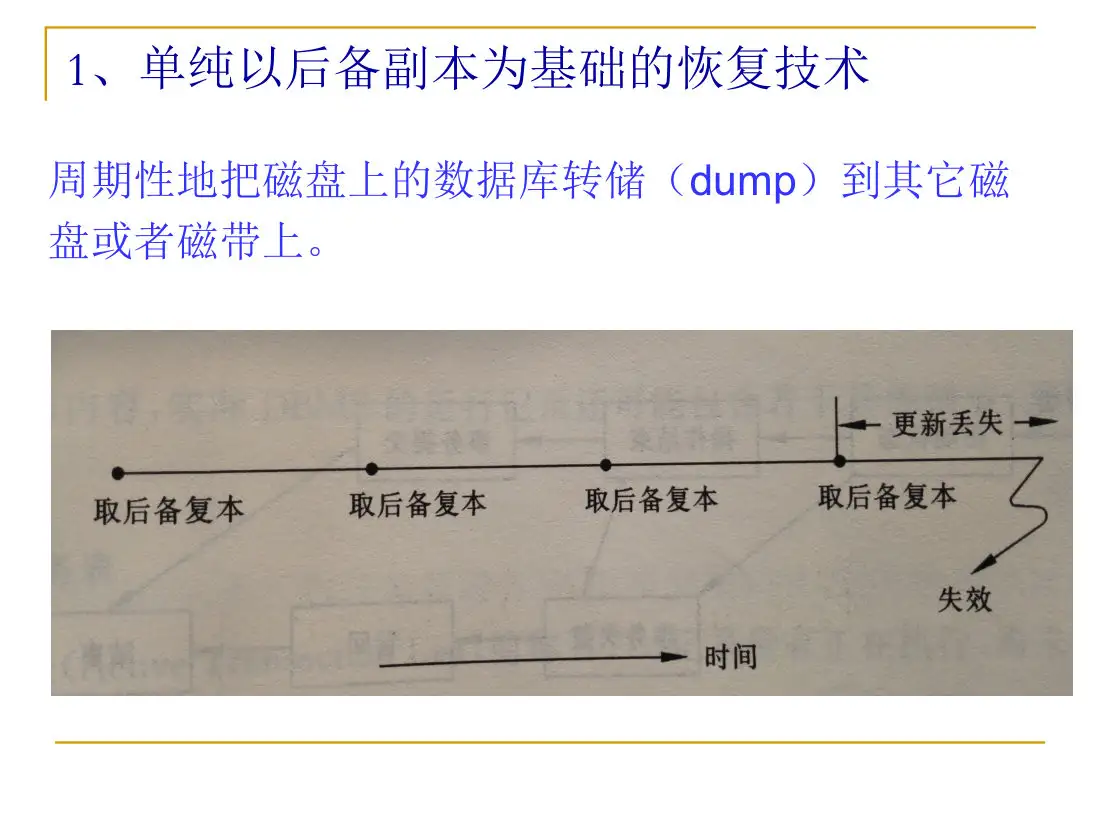 1、单纯以后备副本为基础的恢复技术
周期性地把磁盘上的数据库转储（dump）到其它磁
盘或者磁带上。
更新丢失
取后备复本
取后备复本
取后备复本
取后备复本
失效
时间